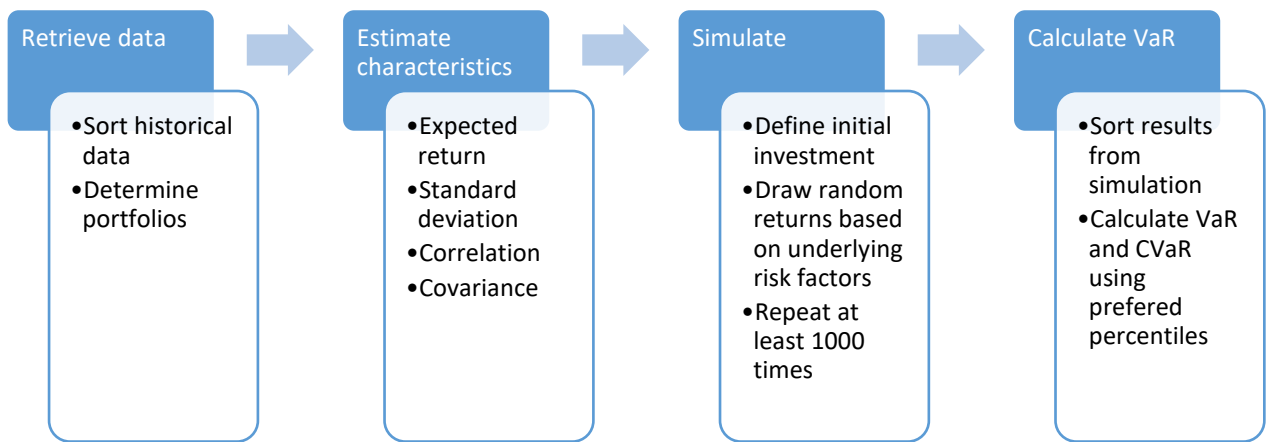 Retrieve data
•Sort historical
data
•Determine
portfolios
Estimate
characteristics
•Expected
return
•Standard
deviation
•Correlation
•Covariance
Simulate
•Define initial
investment
•Draw random
returns based
on underlying
risk factors
•Repeat at
least 1000
times
Calculate VaR
•Sort results
from
simulation
•Calculate VaR
and CVaR
using
prefered
percentiles